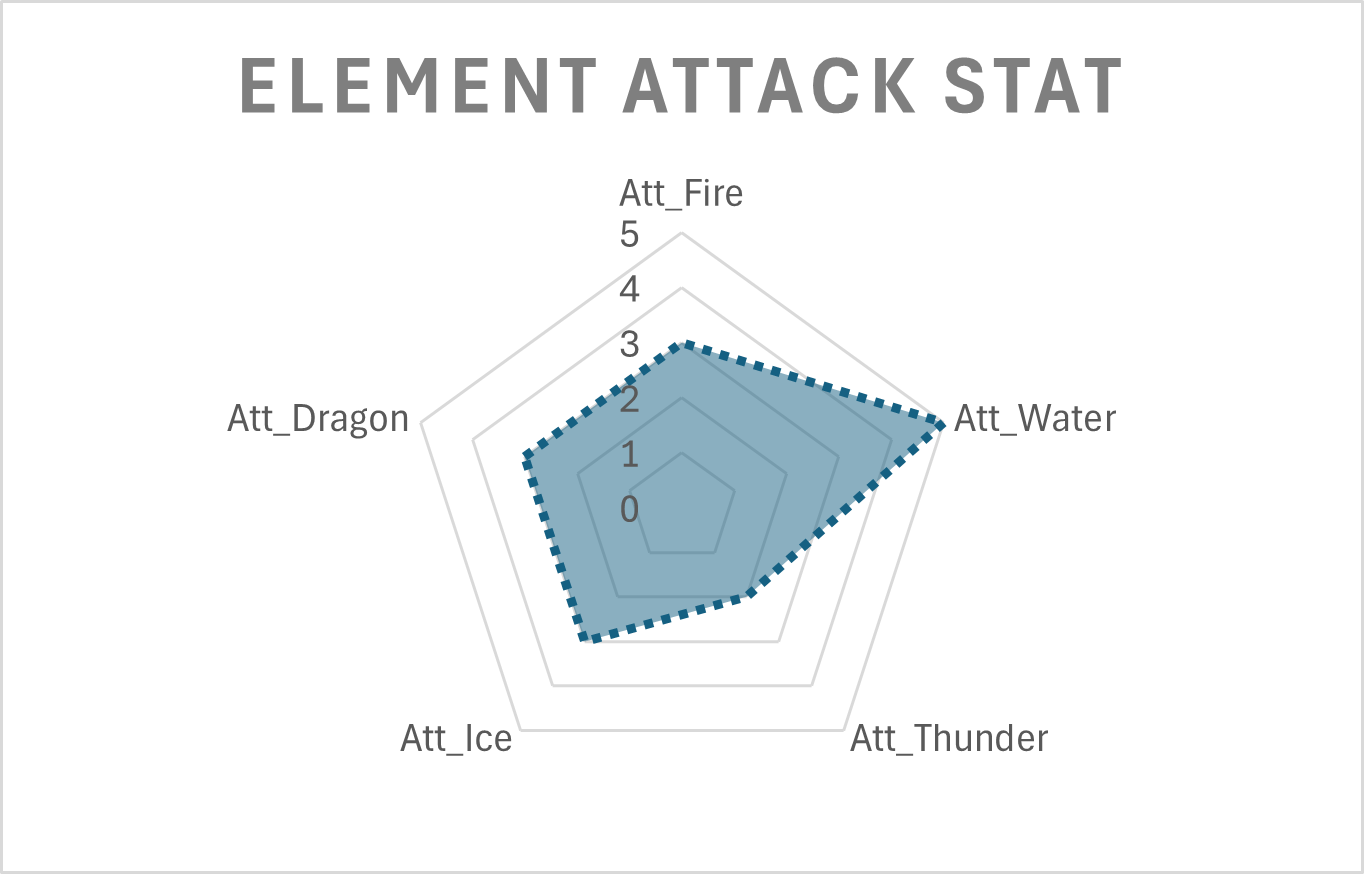 ELEMENT ATTACK STAT
Att_Fire
5
4
3
2
1
0
Att_Water
Att_Dragon
Att_Ice
Att_Thunder